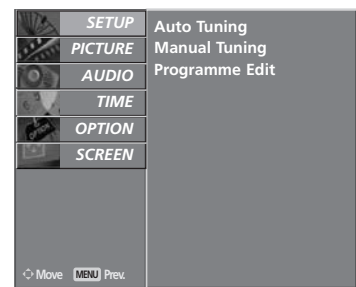 SETUP
PICTURE
AUDIO
TIME
OPTION
SCREEN
Auto Tuning
Manual Tuning
Programme Edit
Move MENU Prev.